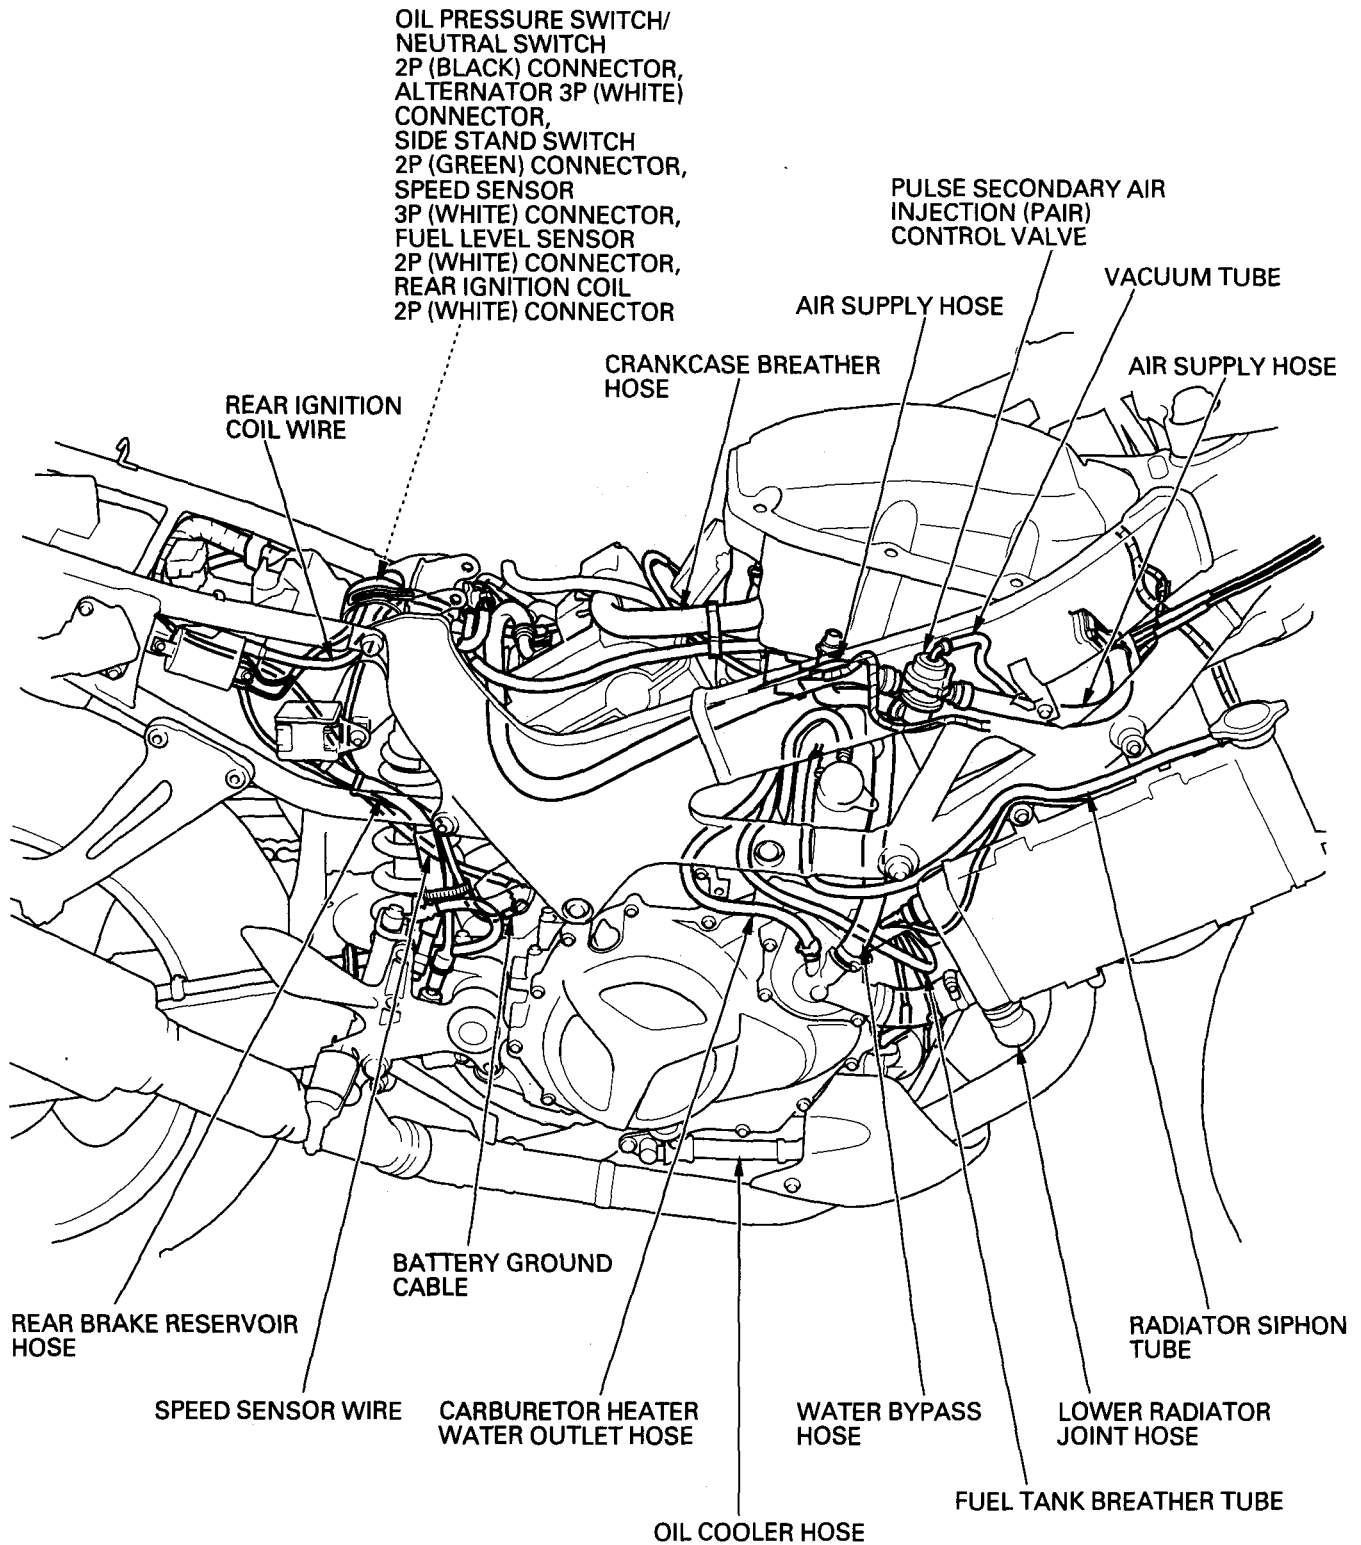 OIL PRESSURE SWITCH/
NEUTRAL SWITCH
2P (BLACK) CONNECTOR,
ALTERNATOR 3P (WHITE)
CONNECTOR,
SIDE STAND SWITCH
2P (GREEN) CONNECTOR,
SPEED SENSOR
3P (WHITE) CONNECTOR,
FUEL LEVEL SENSOR
2P (WHITE) CONNECTOR,
REAR IGNITION COIL
2P (WHITE) CONNECTOR
PULSE SECONDARY AIR
INJECTION (PAIR)
CONTROL VALVE
VACUUM TUBE
AIR SUPPLY HOSE
CRANKCASE BREATHER
HOSE
AIR SUPPLY HOSE
REAR IGNITION
COIL WIRE
BATTERY GROUND
CABLE
REAR BRAKE RESERVOIR
HOSE
RADIATOR SIPHON
TUBE
SPEED SENSOR WIRE
CARBURETOR HEATER
WATER OUTLET HOSE
WATER BYPASS
HOSE
LOWER RADIATOR
JOINT HOSE
FUEL TANK BREATHER TUBE
OIL COOLER HOSE